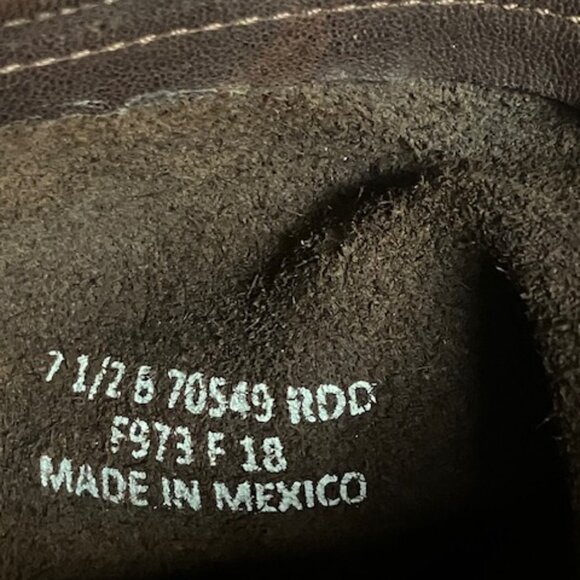 7 1/2 B 70549 RDD
F973 F 18
MADE IN MEXICO